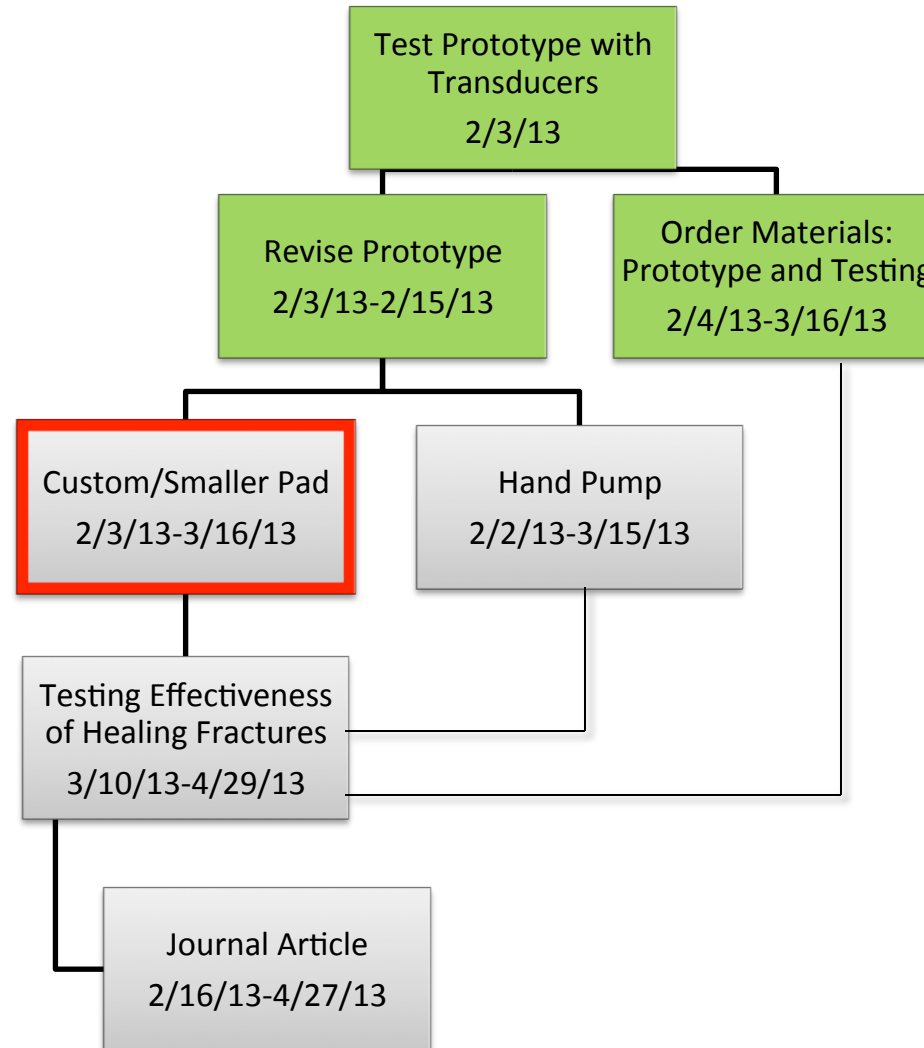 Test Prototype with
Transducers
2/3/13
Revise Prototype
2/3/13-2/15/13
Order Materials:
Prototype and Testing
2/4/13-3/16/13
Custom/Smaller Pad
2/3/13-3/16/13
Hand Pump
2/2/13-3/15/13
Testing Effectiveness
of Healing Fractures
3/10/13-4/29/13
Journal Article
2/16/13-4/27/13